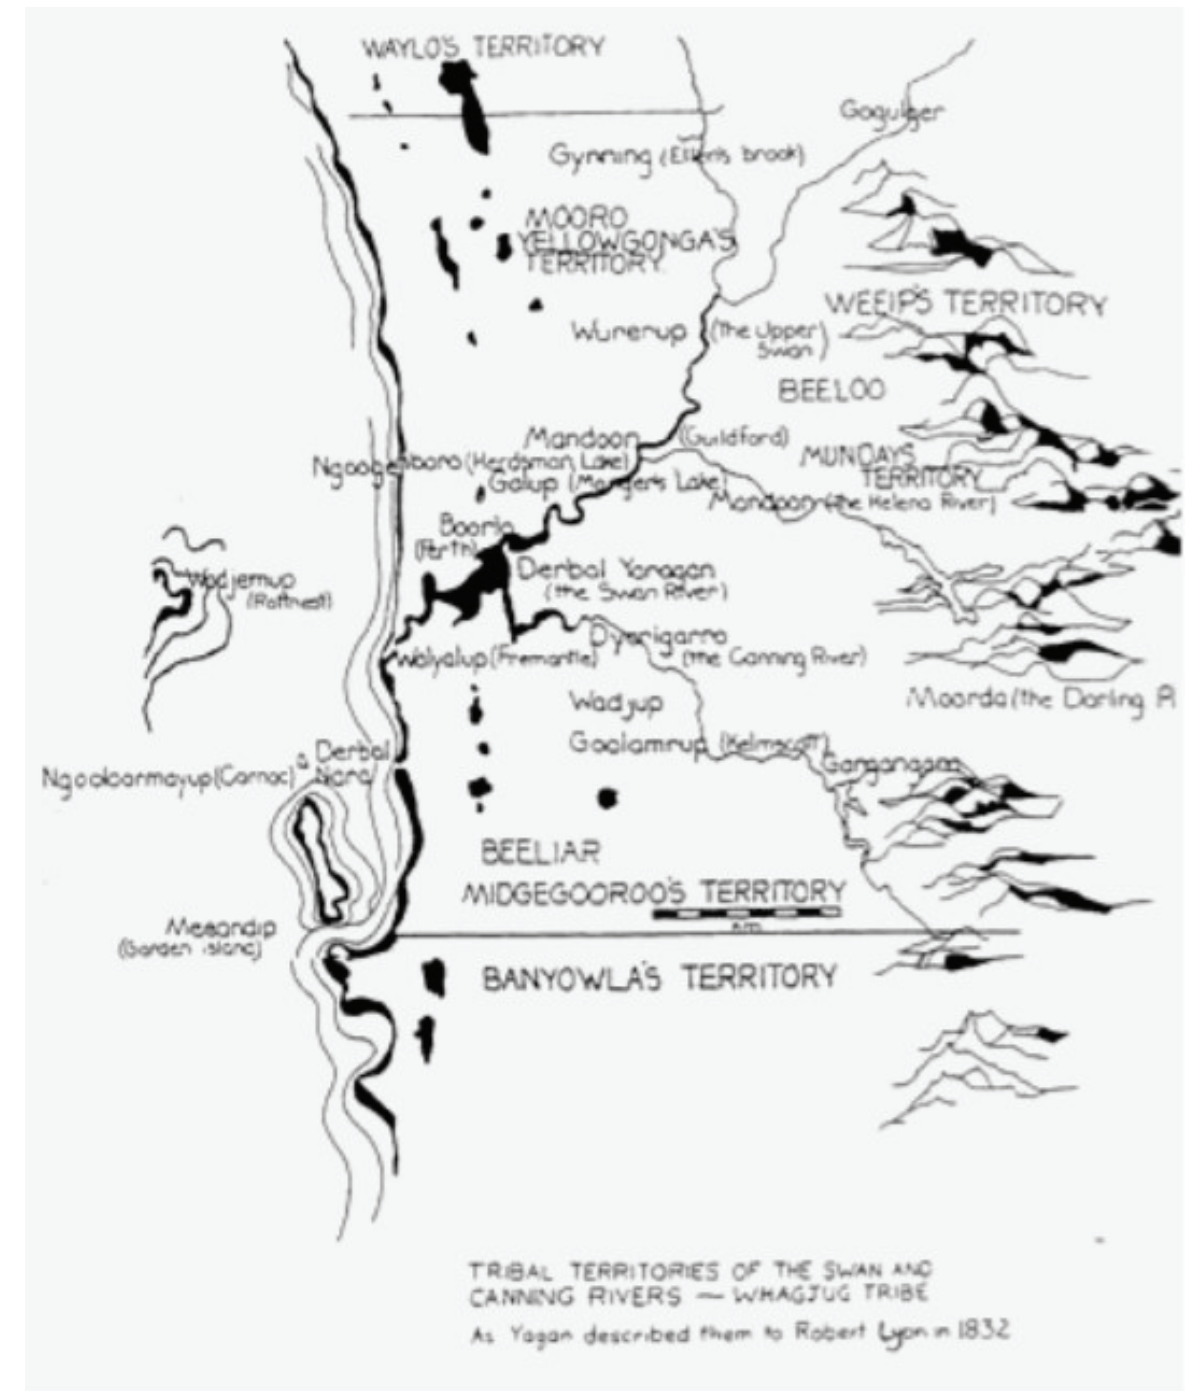 WAYLO'S TERRITORY
Gogulger
Gynning (Ellen's brook)
MOORO
YELLOWGONGA'S
TERRITORY.
WEEIP'S TERRITORY
Wurerup (The Upper
Swan)
BEELOO
Mandoon (Guildford)
MUNDAYS
TERRITORY
(Herdsman Lake)
Galup (Monger's Lake)
Mandoon (the Helena River)
Boorlo
(Perth)
Derbal Yaragan
(the Swan River)
Wadjemup
(Rottnest)
Dyarigarro
(the Canning River)
Walyalup (Fremantle)
Wadjup
Moorda (the Darling R
Goolamrup (Kelmscott)
Derbal
Nara
Ngooloormayup (Carnac)
BEELIAR
MIDGEGOOROO'S TERRITORY
km
Meeandip
(Garden Island)
BANYOWLA'S TERRITORY
TRIBAL TERRITORIES OF THE SWAN AND
CANNING RIVERS — WHAGJUG TRIBE
As Yagan described them to Robert Lyon in 1832